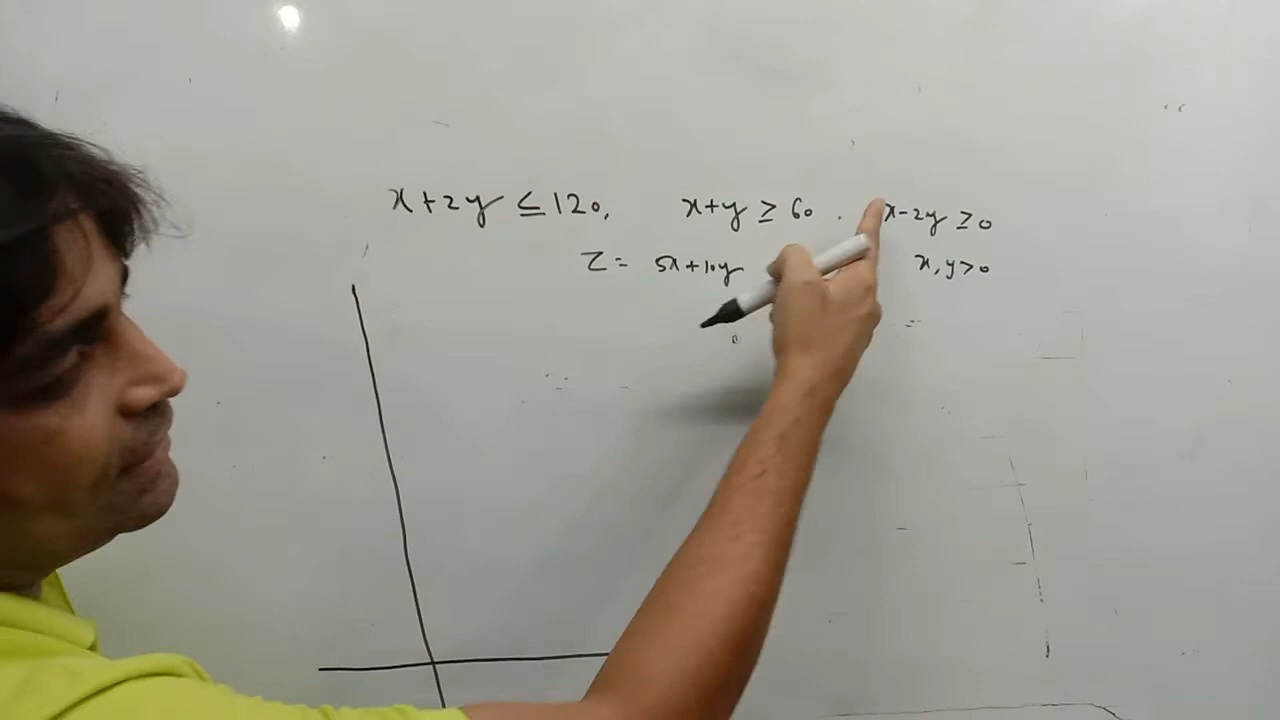 x+2y ≤ 120, x+y ≥ 60. x-2y ≥ 0
Z = 5x+10y x,y>0